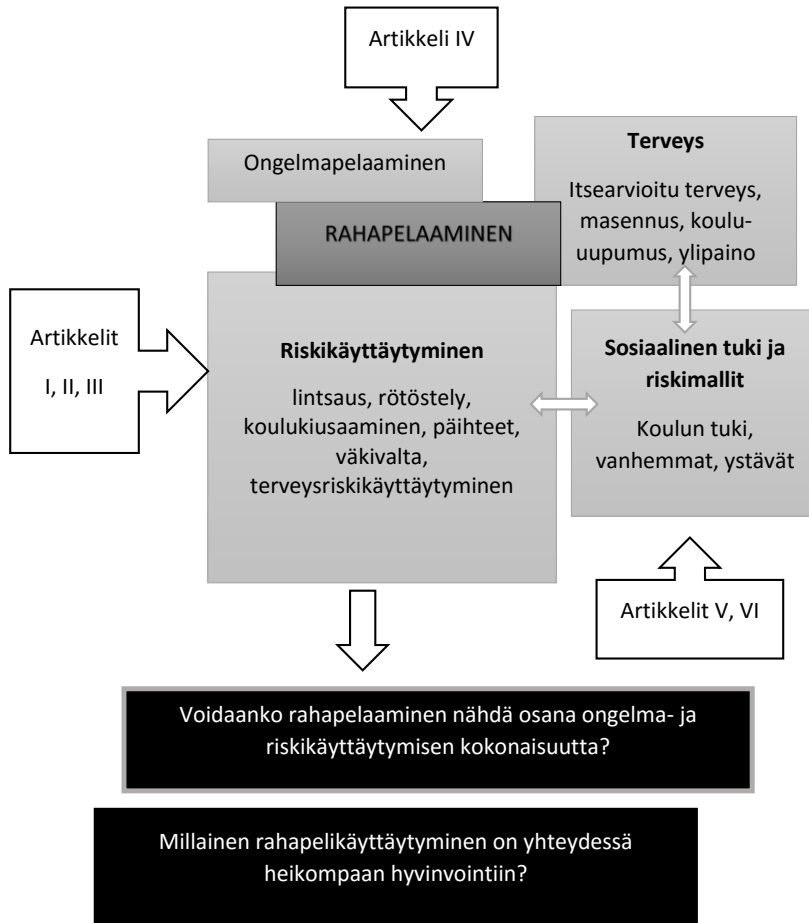 Artikkeli IV
Ongelmapelaaminen
RAHAPELAAMINEN
Terveys
Itsearvioitu terveys,
masennus, koulu-
uupumus, ylipaino
Artikkelit
I, II, III
Riskikäyttäytyminen
lintsaus, rötöstely,
koulukiusaaminen, päihteet,
väkivalta,
terveysriskikäyttäytyminen
Sosiaalinen tuki ja
riskimallit
Koulun tuki,
vanhemmat, ystävät
Artikkelit V, VI
Voidaanko rahapelaaminen nähdä osana ongelma- ja
riskikäyttäytymisen kokonaisuutta?
Millainen rahapelikäyttäytyminen on yhteydessä
heikompaan hyvinvointiin?